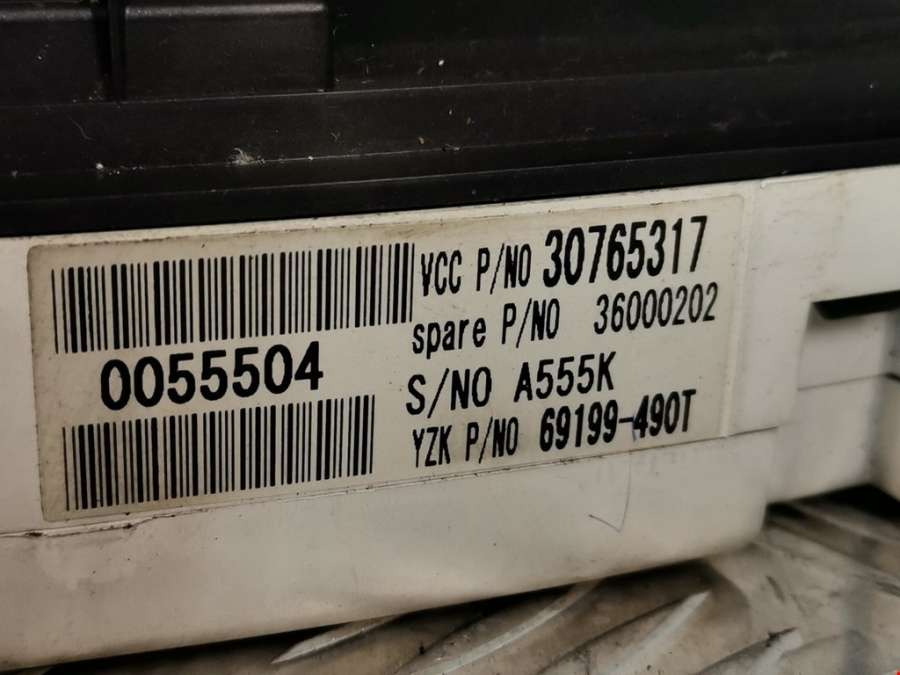 VCC P/NO 30765317
spare P/NO 36000202
0055504
S/NO A555K
YZK P/NO 69199-490T